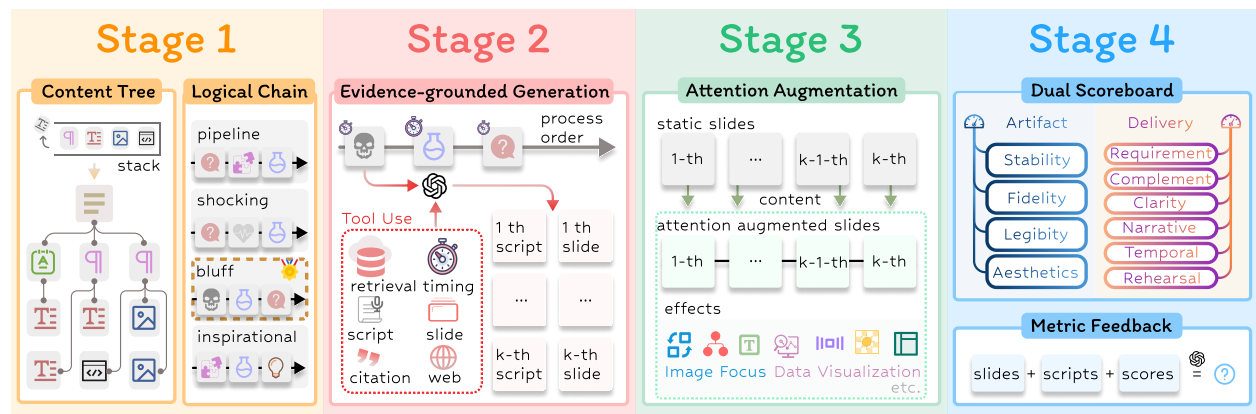 Stage 1
Content Tree
stack
Logical Chain
pipeline
shocking
bluff
inspirational
Stage 2
Evidence-grounded Generation
process
order
Tool Use
retrieval timing
script
slide
citation
web
1 th
script
1 th
slide
...
...
k-th
script
k-th
slide
Stage 3
Attention Augmentation
static slides
1-th
...
k-1-th
k-th
content
attention augmented slides
1-th
...
k-1-th
k-th
effects
Image Focus Data Visualization
etc.
Stage 4
Dual Scoreboard
Artifact
Stability
Fidelity
Legibity
Aesthetics
Delivery
Requirement
Complement
Clarity
Narrative
Temporal
Rehearsal
Metric Feedback
slides + scripts + scores = ?